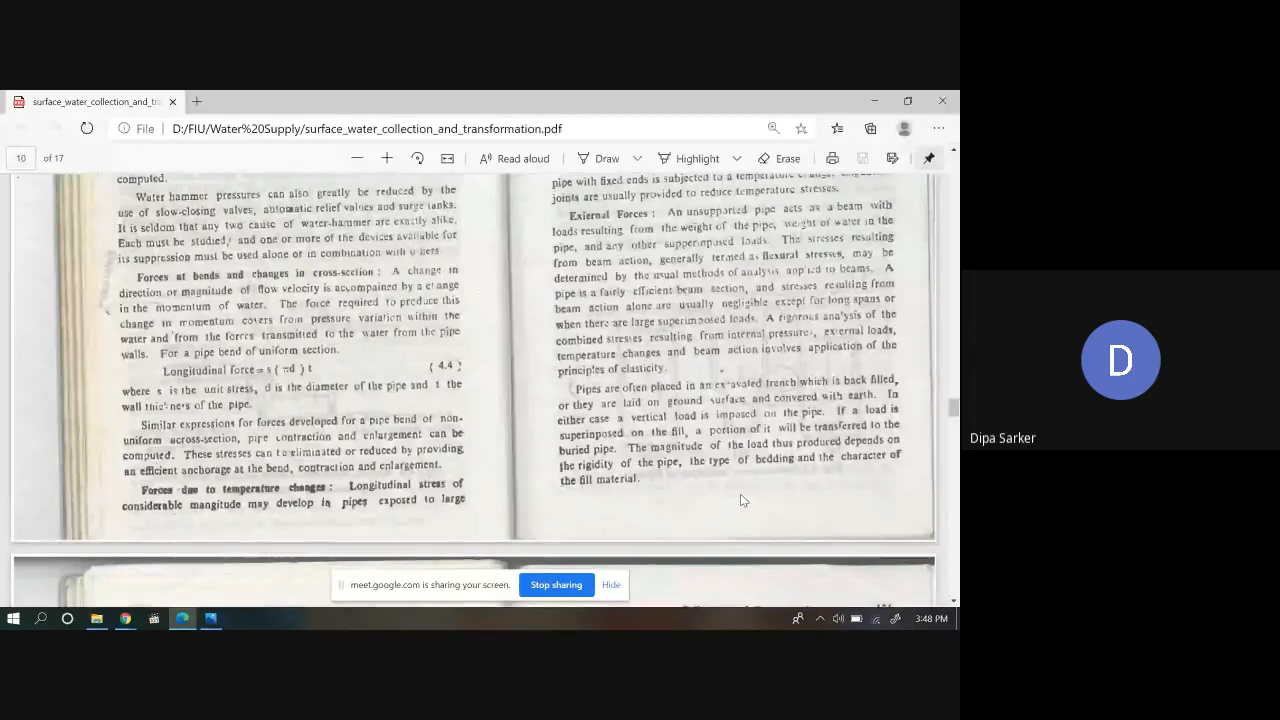 surface_water_collection_and_tra
File
D:/FIU/Water%20Supply/surface_water_collection_and_transformation.pdf
10 of 17
Read aloud
Draw
Highlight
Erase
computed.
Water hammer pressures can also greatly be reduced by the
use of slow-closing valves, automatic relief values and surge tanks.
It is seldom that any two cause of water-hammer are exactly alike.
Each must be studied, and one or more of the devices available for
its suppression must be used alone or in combination with others
Forces at bends and changes in cross-section : A change in
direction or magnitude of flow velocity is accompained by a change
in the momentum of water. The force required to produce this
change in momentum covers from pressure variation within the
water and from the forces transmitted to the water from the pipe
walls. For a pipe bend of uniform section.
Longitudinal force = s ( πd ) t ( 4.4 )
where s is the unit stress, d is the diameter of the pipe and t the
wall thickness of the pipe.
Similar expressions for forces developed for a pipe bend of non-
uniform across-section, pipe contraction and enlargement can be
computed. These stresses can to eliminated or reduced by providing
an efficient anchorage at the bend, contraction and enlargement.
Forces due to temperature changes : Longitudinal stress of
considerable mangitude may develop in pipes exposed to large
pipe with fixed ends is subjected to a temperature change.
joints are usually provided to reduce temperature stresses.
External Forces : An unsupported pipe acts as a beam with
loads resulting from the weight of the pipe, weight of water in the
pipe, and any other supperimposed loads. The stresses resulting
from beam action, generally termed as flexural stresses, may be
determined by the usual methods of analysis applied to beams. A
pipe is a fairly efficient beam section, and stresses resulting from
beam action alone are usually negligible except for long spans or
when there are large superimposed loads. A rigorous analysis of the
combined stresses resulting from internal pressure, external loads,
temperature changes and beam action involves application of the
principles of elasticity.
Pipes are often placed in an excavated trench which is back filled,
or they are laid on ground surface and convered with earth. In
either case a vertical load is imposed on the pipe. If a load is
superimposed on the fill, a portion of it will be transferred to the
buried pipe. The magnitude of the load thus produced depends on
the rigidity of the pipe, the type of bedding and the character of
the fill material.
meet.google.com is sharing your screen.
Stop sharing
Hide
3:48 PM
D
Dipa Sarker